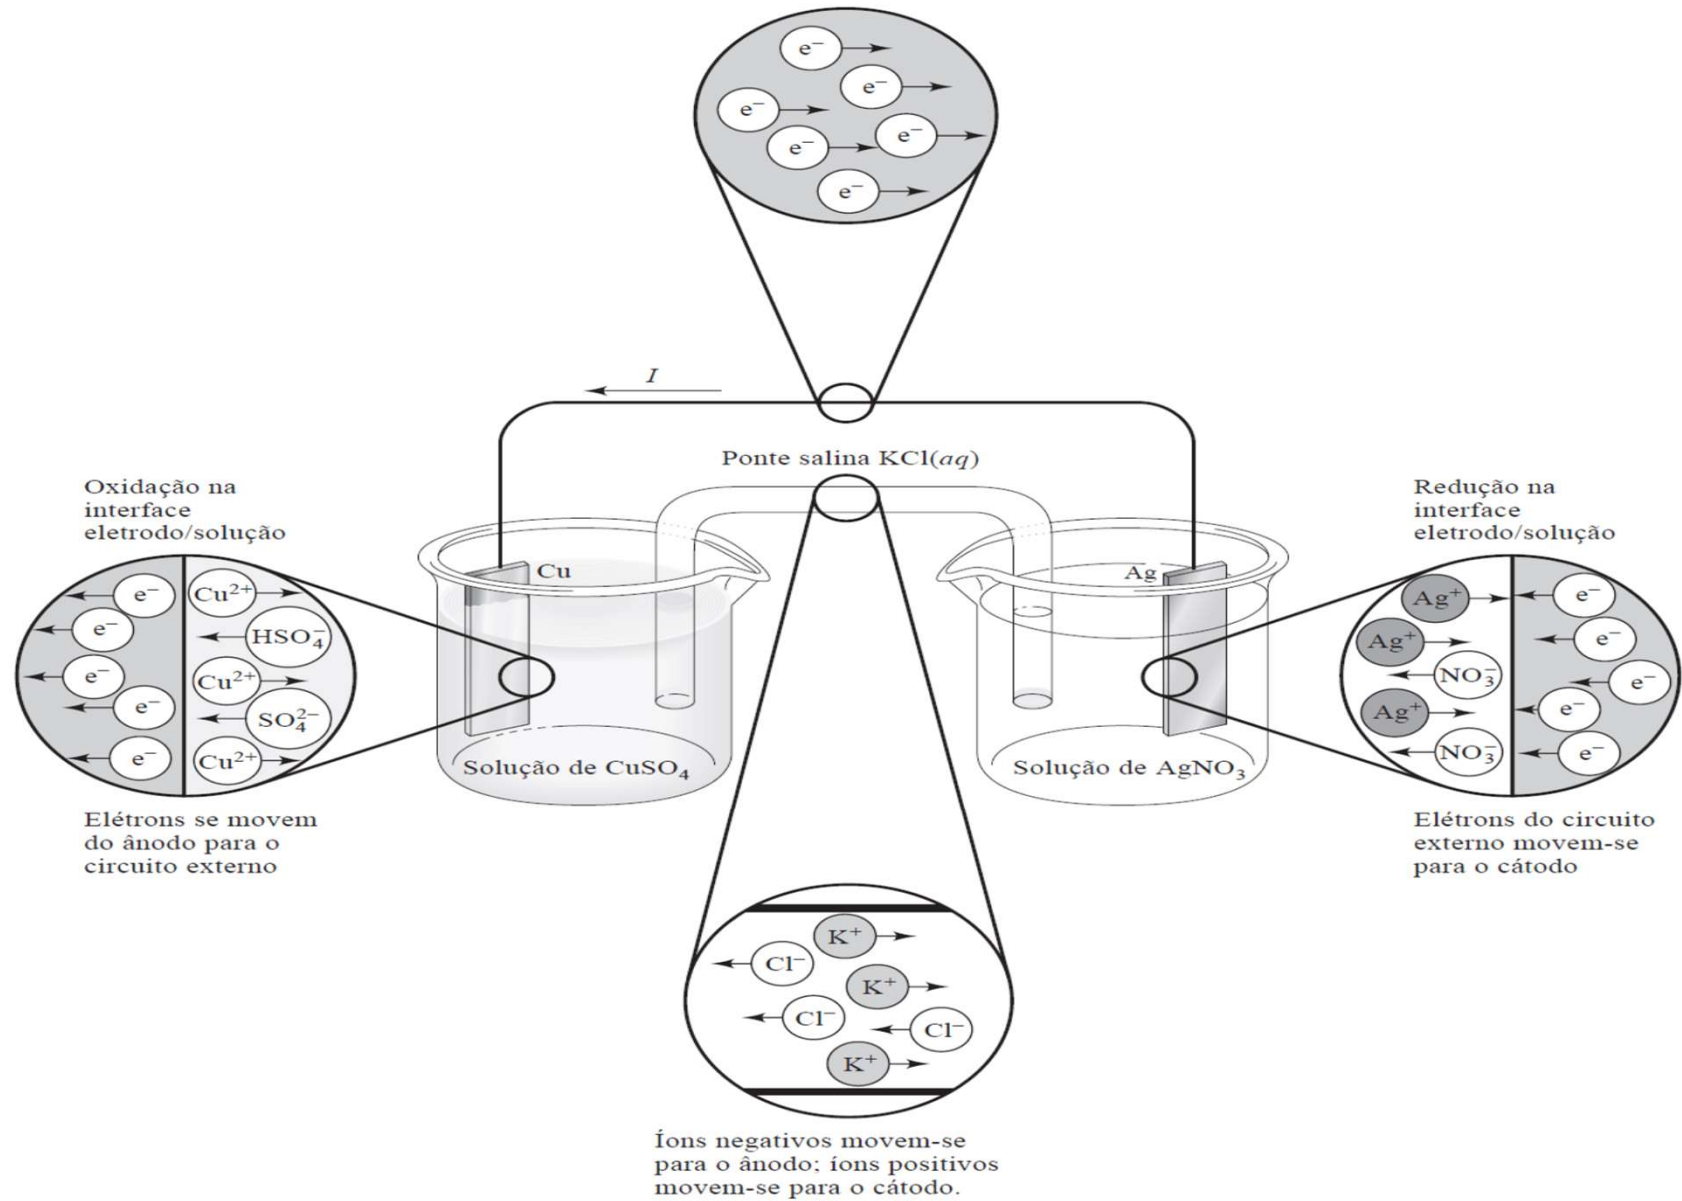 e⁻
e⁻
e⁻
e⁻
e⁻
e⁻
I
Ponte salina KCl(aq)
Oxidação na
interface
eletrodo/solução
e⁻
Cu²⁺
e⁻
HSO₄⁻
e⁻
Cu²⁺
e⁻
SO₄²⁻
e⁻
Cu²⁺
Elétrons se movem
do ânodo para o
circuito externo
Cu
Solução de CuSO₄
Ag
Solução de AgNO₃
Redução na
interface
eletrodo/solução
Ag⁺
e⁻
Ag⁺
e⁻
NO₃⁻
e⁻
Ag⁺
e⁻
NO₃⁻
e⁻
Elétrons do circuito
externo movem-se
para o cátodo
K⁺
Cl⁻
K⁺
Cl⁻
Cl⁻
K⁺
Íons negativos movem-se
para o ânodo; íons positivos
movem-se para o cátodo.